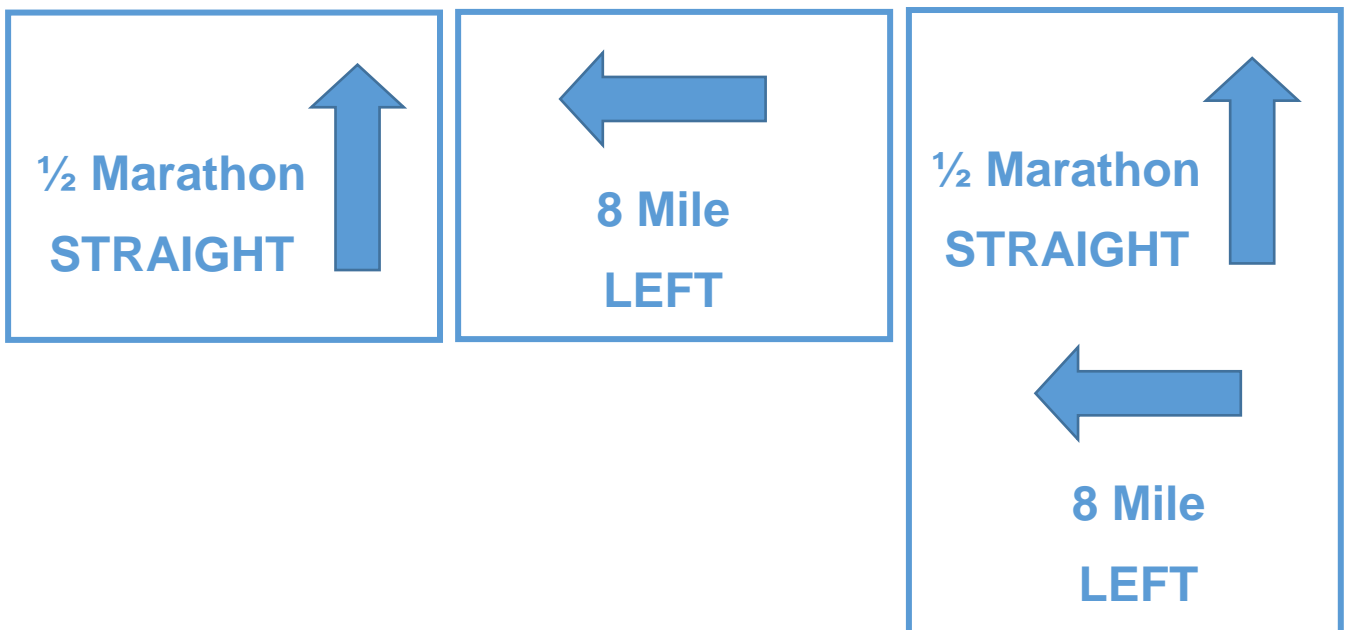 ½ Marathon
STRAIGHT
8 Mile
LEFT
½ Marathon
STRAIGHT
8 Mile
LEFT